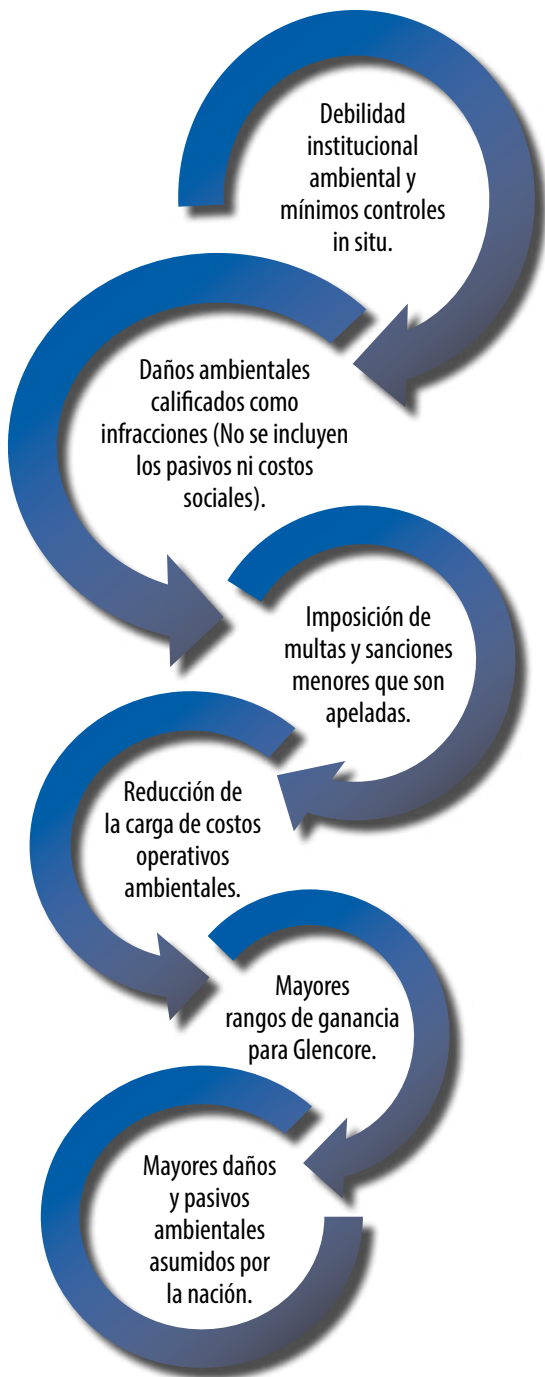 Debilidad
institucional
ambiental y
mínimos controles
in situ.
Daños ambientales
calificados como
infracciones (No se incluyen
los pasivos ni costos
sociales).
Imposición de
multas y sanciones
menores que son
apeladas.
Reducción de
la carga de costos
operativos
ambientales.
Mayores
rangos de ganancia
para Glencore.
Mayores daños
y pasivos
ambientales
asumidos por
la nación.